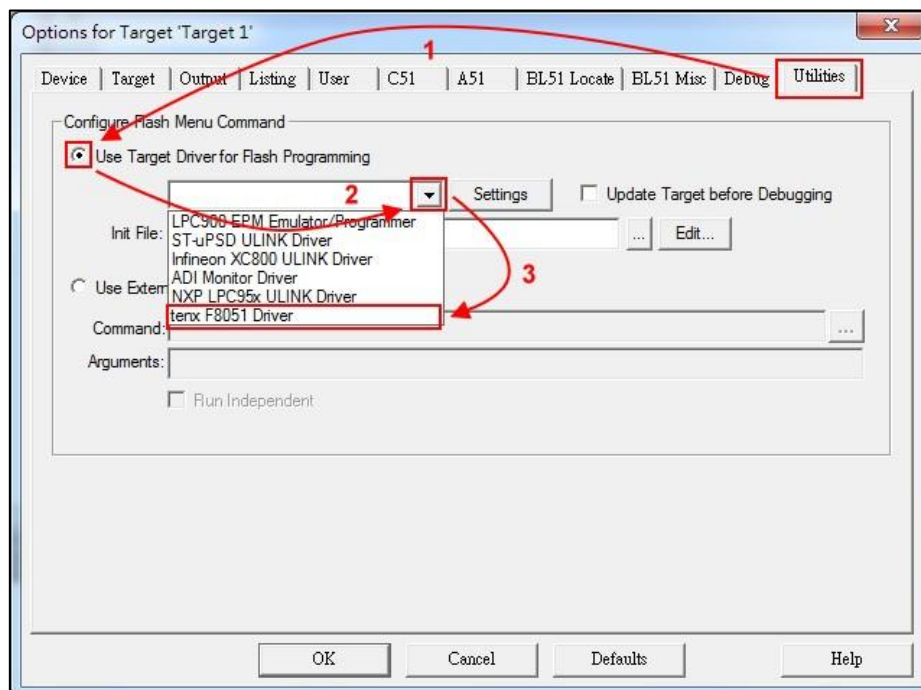 Options for Target 'Target 1'
1
Device Target Output Listing User C51 A51 BL51 Locate BL51 Misc Debug Utilities
Configure Flash Menu Command
Use Target Driver for Flash Programming
2 Settings Update Target before Debugging
LPC900 EPM Emulator/Programmer
Init File: ST-uPSD ULINK Driver ... Edit...
Infineon XC800 ULINK Driver
ADI Monitor Driver 3
Use Extern NXP LPC95x ULINK Driver
tenx F8051 Driver
Command: ...
Arguments:
Run Independent
OK Cancel Defaults Help